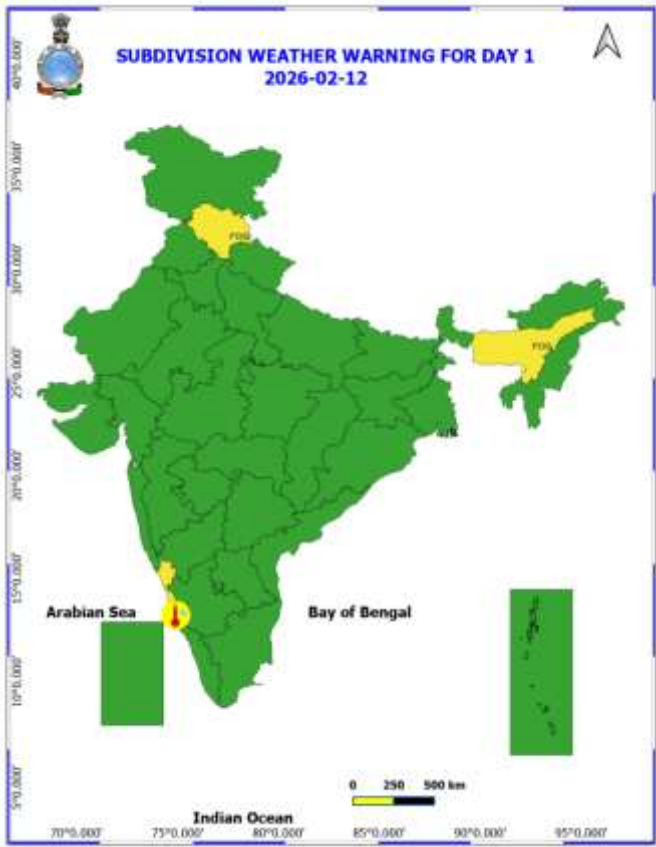 SUBDIVISION WEATHER WARNING FOR DAY 1
2026-02-12
40°0.000'
35°0.000'
30°0.000'
25°0.000'
20°0.000'
15°0.000'
10°0.000'
5°0.000'
FOG
FOG
Arabian Sea
Bay of Bengal
0 250 500 km
Indian Ocean
70°0.000' 75°0.000' 80°0.000' 85°0.000' 90°0.000' 95°0.000'